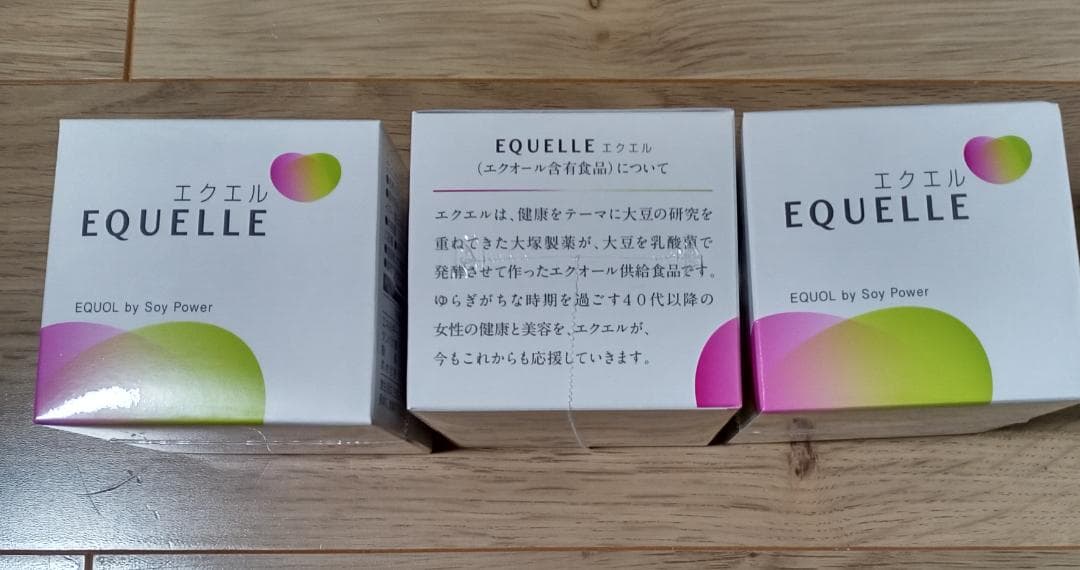 エクエル
EQUELLE
EQUOL by Soy Power
EQUELLE エクエル
(エクオール含有食品)について
エクエルは、健康をテーマに大豆の研究を
重ねてきた大塚製薬が、大豆を乳酸菌で
発酵させて作ったエクオール供給食品です。
ゆらぎがちな時期を過ごす40代以降の
女性の健康と美容を、エクエルが、
今もこれからも応援していきます。
エクエル
EQUELLE
EQUOL by Soy Power